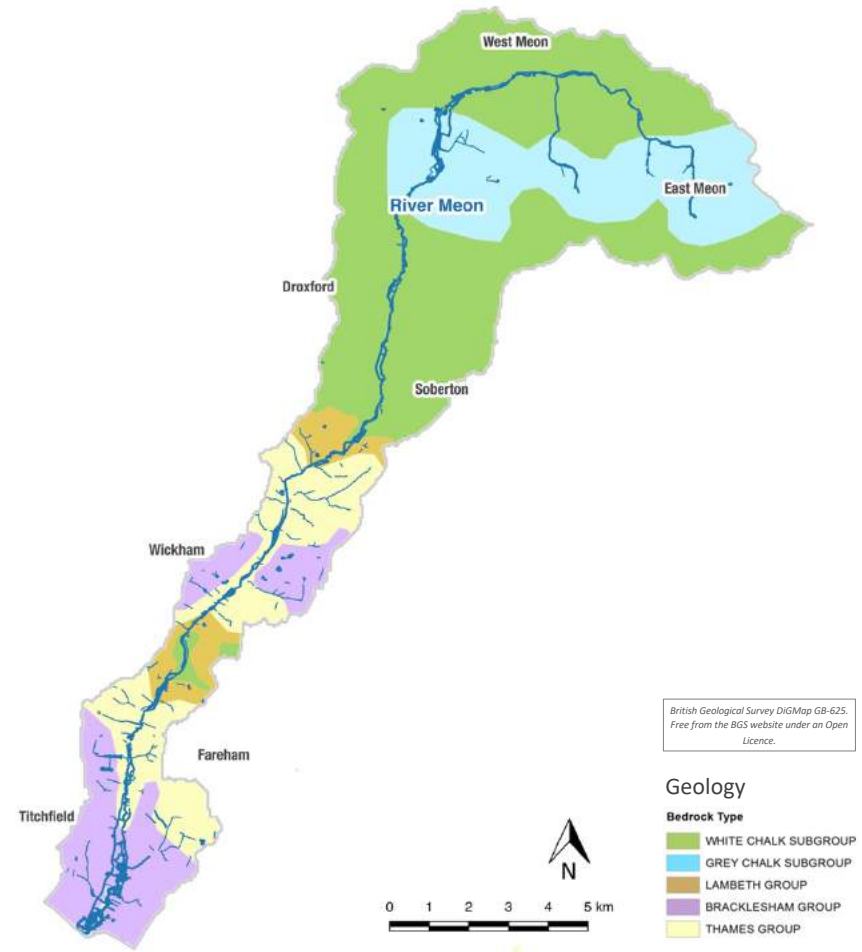 West Meon
East Meon
River Meon
Droxford
Soberton
Wickham
Fareham
Titchfield
British Geological Survey DiGMap GB-625.
Free from the BGS website under an Open
Licence.
Geology
Bedrock Type
WHITE CHALK SUBGROUP
GREY CHALK SUBGROUP
LAMBETH GROUP
BRACKLESHAM GROUP
THAMES GROUP
N
0 1 2 3 4 5 km